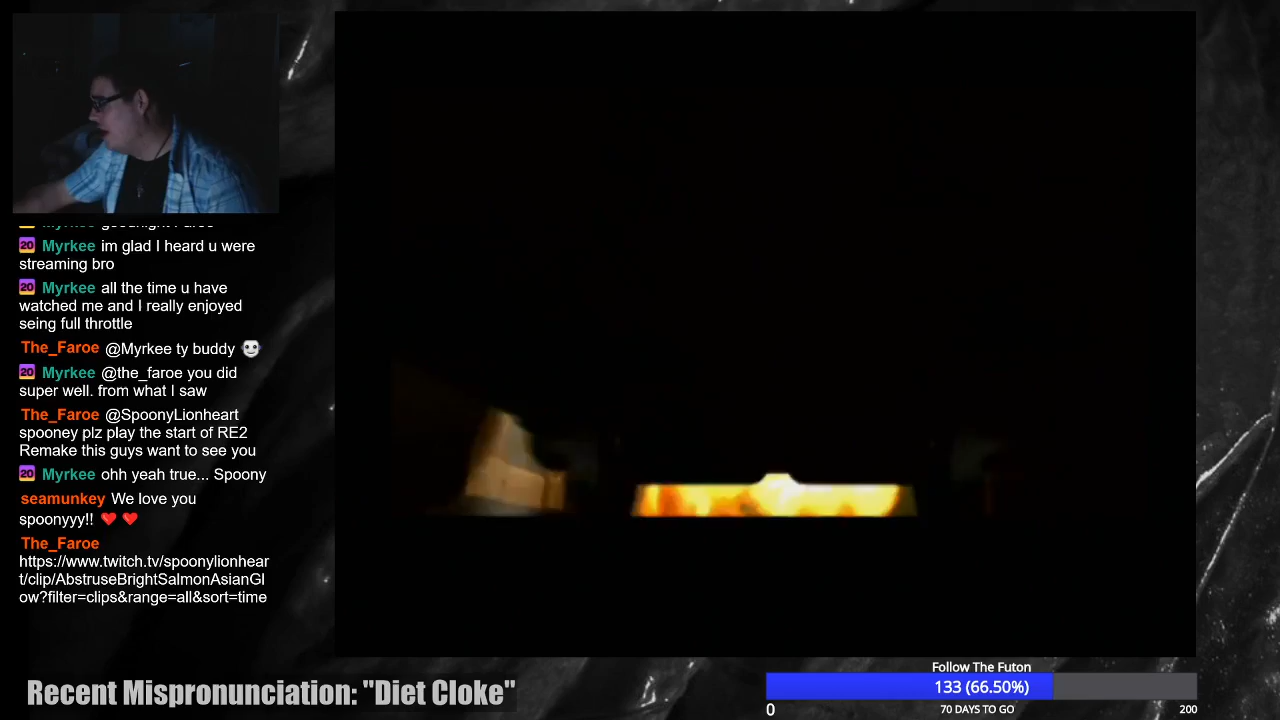 20 Myrkee im glad I heard u were
streaming bro
20 Myrkee all the time u have
watched me and I really enjoyed
seing full throttle
The_Faroe @Myrkee ty buddy
20 Myrkee @the_faroe you did
super well. from what I saw
The_Faroe @SpoonyLionheart
spooney plz play the start of RE2
Remake this guys want to see you
20 Myrkee ohh yeah true... Spoony
seamunkey We love you
spoonyyy!!
The_Faroe
https://www.twitch.tv/spoonylionhear
t/clip/AbstruseBrightSalmonAsianGl
ow?filter=clips&range=all&sort=time
Recent Mispronunciation: "Diet Cloke"
Follow The Futon
133 (66.50%)
0 70 DAYS TO GO 200